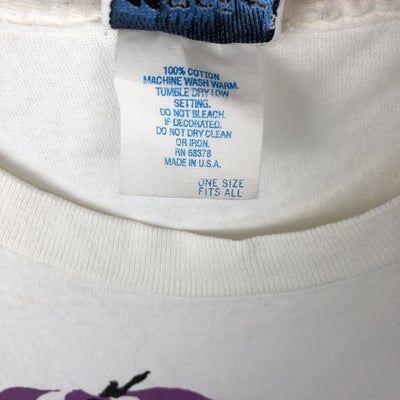 100% COTTON
MACHINE WASH WARM.
TUMBLE DRY LOW
SETTING.
DO NOT BLEACH.
IF DECORATED,
DO NOT DRY CLEAN
OR IRON.
RN 68378
MADE IN U.S.A.
ONE SIZE
FITS ALL